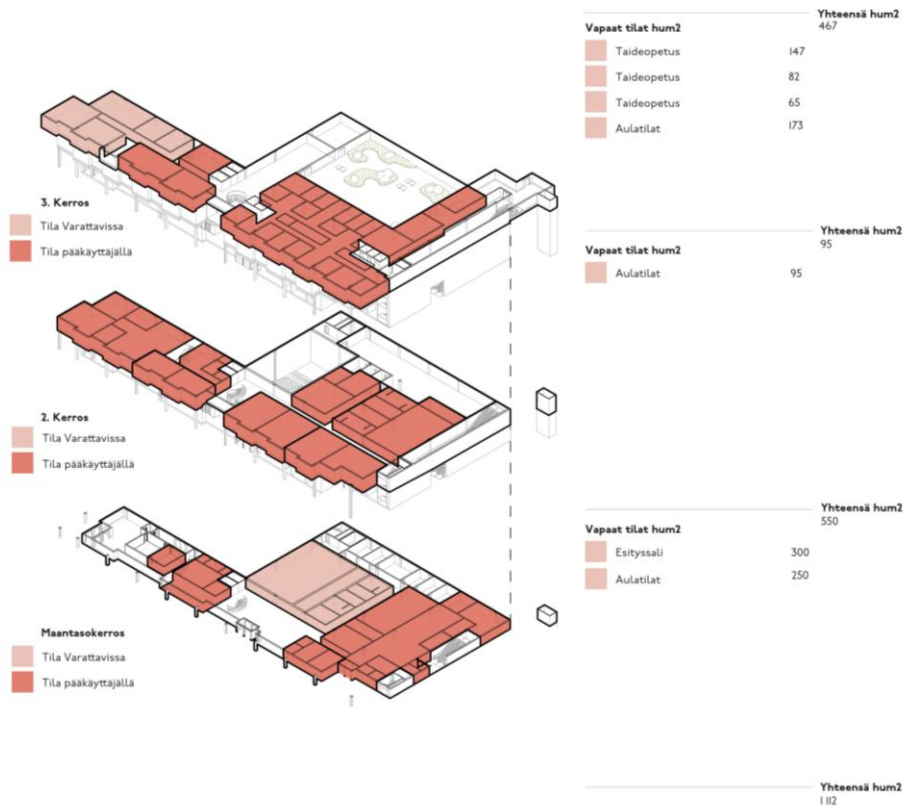 Yhteensä hum2
Vapaat tilat hum2 467
Taideopetus 147
Taideopetus 82
Taideopetus 65
Aulatilat 173
3. Kerros
Tila Varattavissa
Tila pääkäyttäjällä
Yhteensä hum2
Vapaat tilat hum2 95
Aulatilat 95
2. Kerros
Tila Varattavissa
Tila pääkäyttäjällä
Yhteensä hum2
Vapaat tilat hum2 550
Esityssali 300
Aulatilat 250
Maantasokerros
Tila Varattavissa
Tila pääkäyttäjällä
Yhteensä hum2
1 112